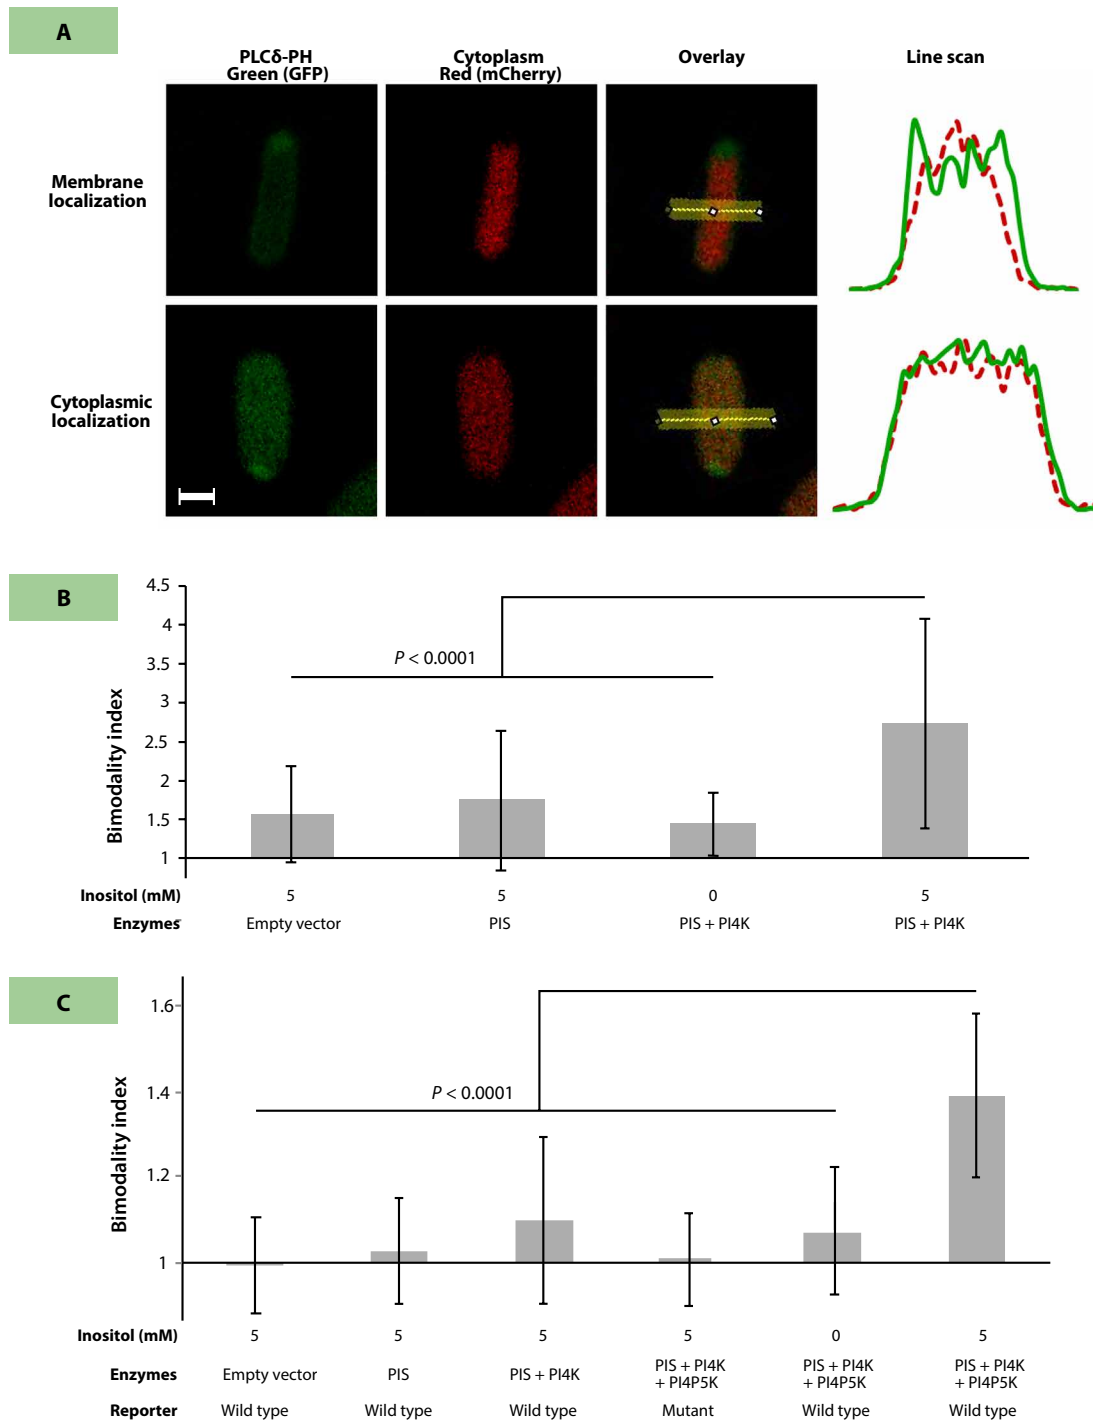 A
PLCδ-PH
Green (GFP)
Cytoplasm
Red (mCherry)
Overlay
Line scan
Membrane
localization
Cytoplasmic
localization
B
Bimodality index
4.5
4
3.5
3
2.5
2
1.5
1
P < 0.0001
Inositol (mM) 5 5 0 5
Enzymes Empty vector PIS PIS + PI4K PIS + PI4K
C
Bimodality index
1.6
1.4
1.2
1
P < 0.0001
Inositol (mM) 5 5 5 5 0 5
Enzymes Empty vector PIS PIS + PI4K PIS + PI4K + PI4P5K PIS + PI4K + PI4P5K PIS + PI4K + PI4P5K
Reporter Wild type Wild type Wild type Mutant Wild type Wild type